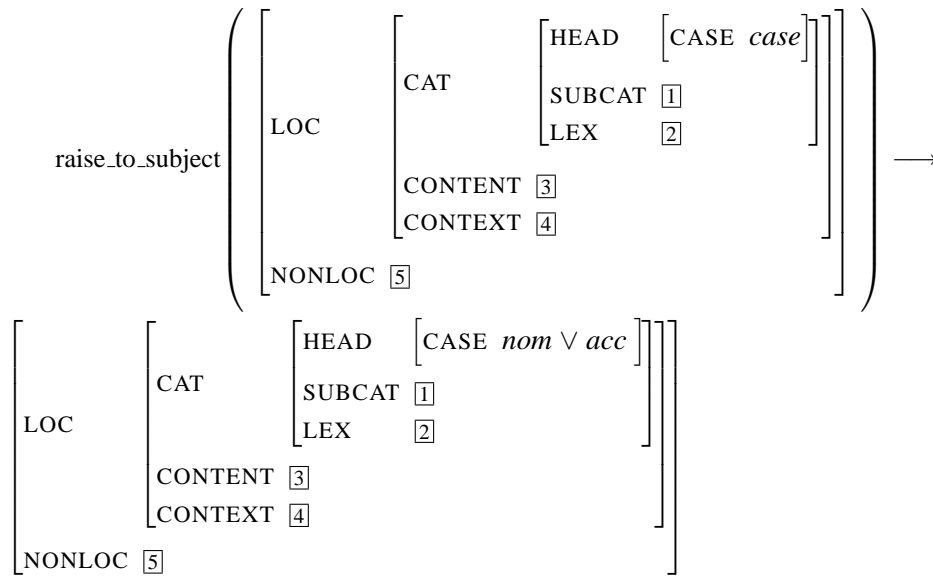 HEAD [CASE case]
CAT SUBCAT 1
LOC LEX 2
raise_to_subject ⟶
CONTENT 3
CONTEXT 4
NONLOC 5
HEAD [CASE nom ∨ acc]
CAT SUBCAT 1
LOC LEX 2
CONTENT 3
CONTEXT 4
NONLOC 5